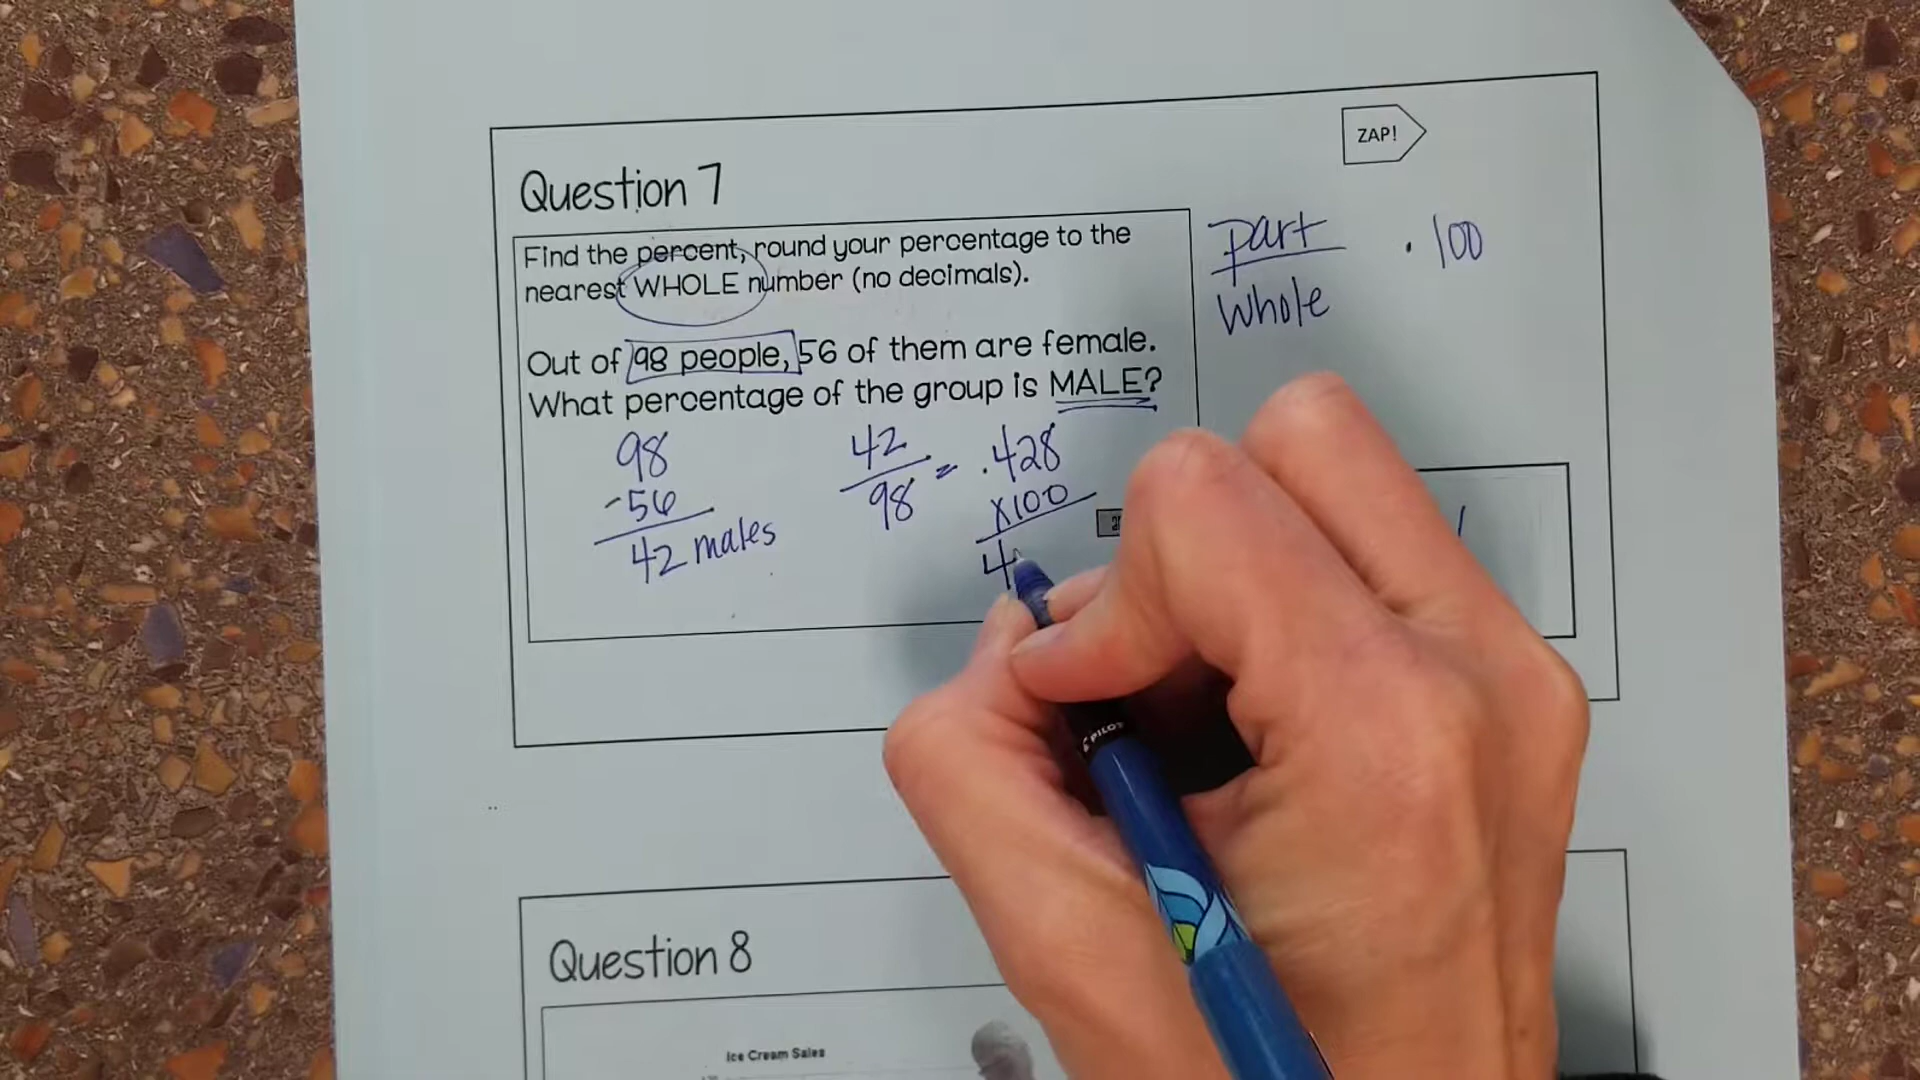 ZAP!
Question 7
Find the percent, round your percentage to the
nearest WHOLE number (no decimals).
part
whole
. 100
Out of 98 people, 56 of them are female.
What percentage of the group is MALE?
98
-56
42 males
42
98
= .428
x100
4
PILOT
Question 8
Ice Cream Sales